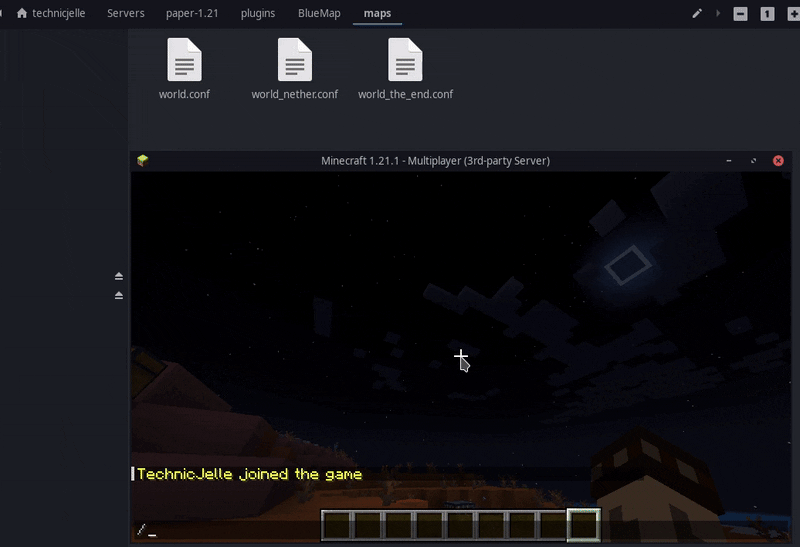 technicjelle Servers paper-1.21 plugins BlueMap maps 1
world.conf world_nether.conf world_the_end.conf
Minecraft 1.21.1 - Multiplayer (3rd-party Server)
TechnicJelle joined the game
/_